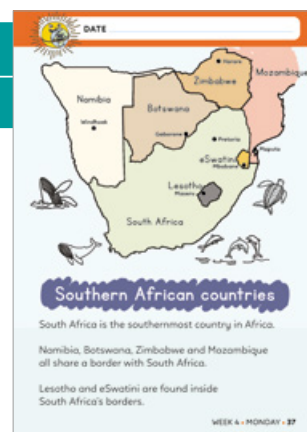 DATE
Harare
Zimbabwe
Mozambique
Namibia
Botswana
Windhoek
Gaborone
Pretoria
Maputo
eSwatini
Mbabane
Lesotho
Maseru
South Africa
Southern African countries
South Africa is the southernmost country in Africa.
Namibia, Botswana, Zimbabwe and Mozambique
all share a border with South Africa.
Lesotho and eSwatini are found inside
South Africa's borders.
WEEK 4 • MONDAY • 37